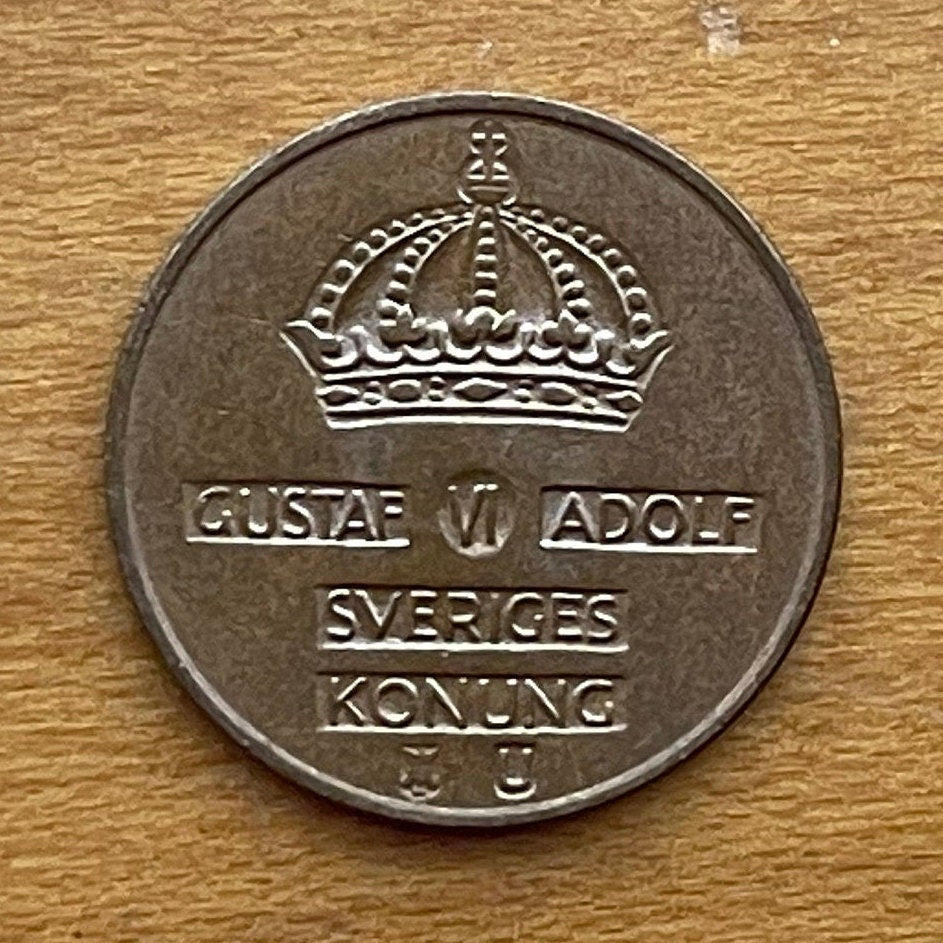 GUSTAF VI ADOLF
SVERIGES
KONUNG
U